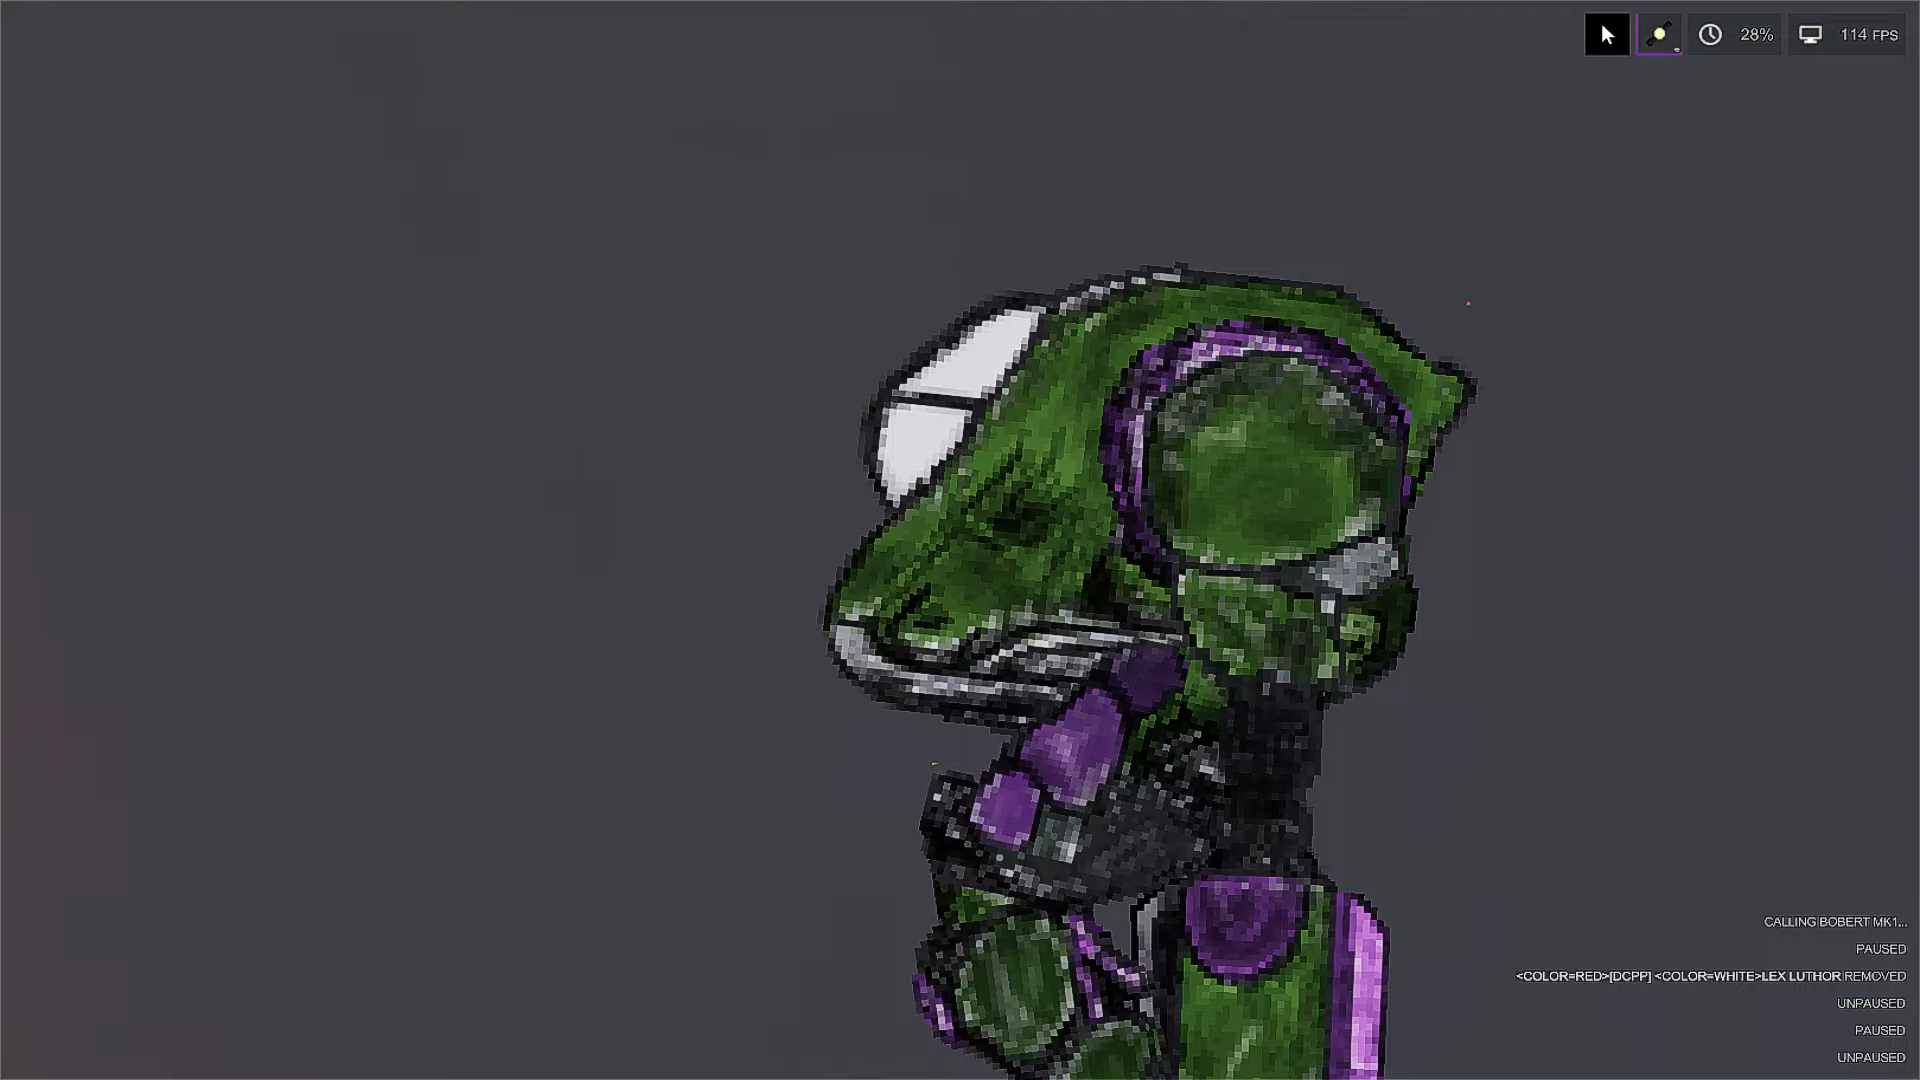 28%
114 FPS
CALLING BOBERT MK1...
PAUSED
<COLOR=RED>[DCPP] <COLOR=WHITE>LEX LUTHOR REMOVED
UNPAUSED
PAUSED
UNPAUSED